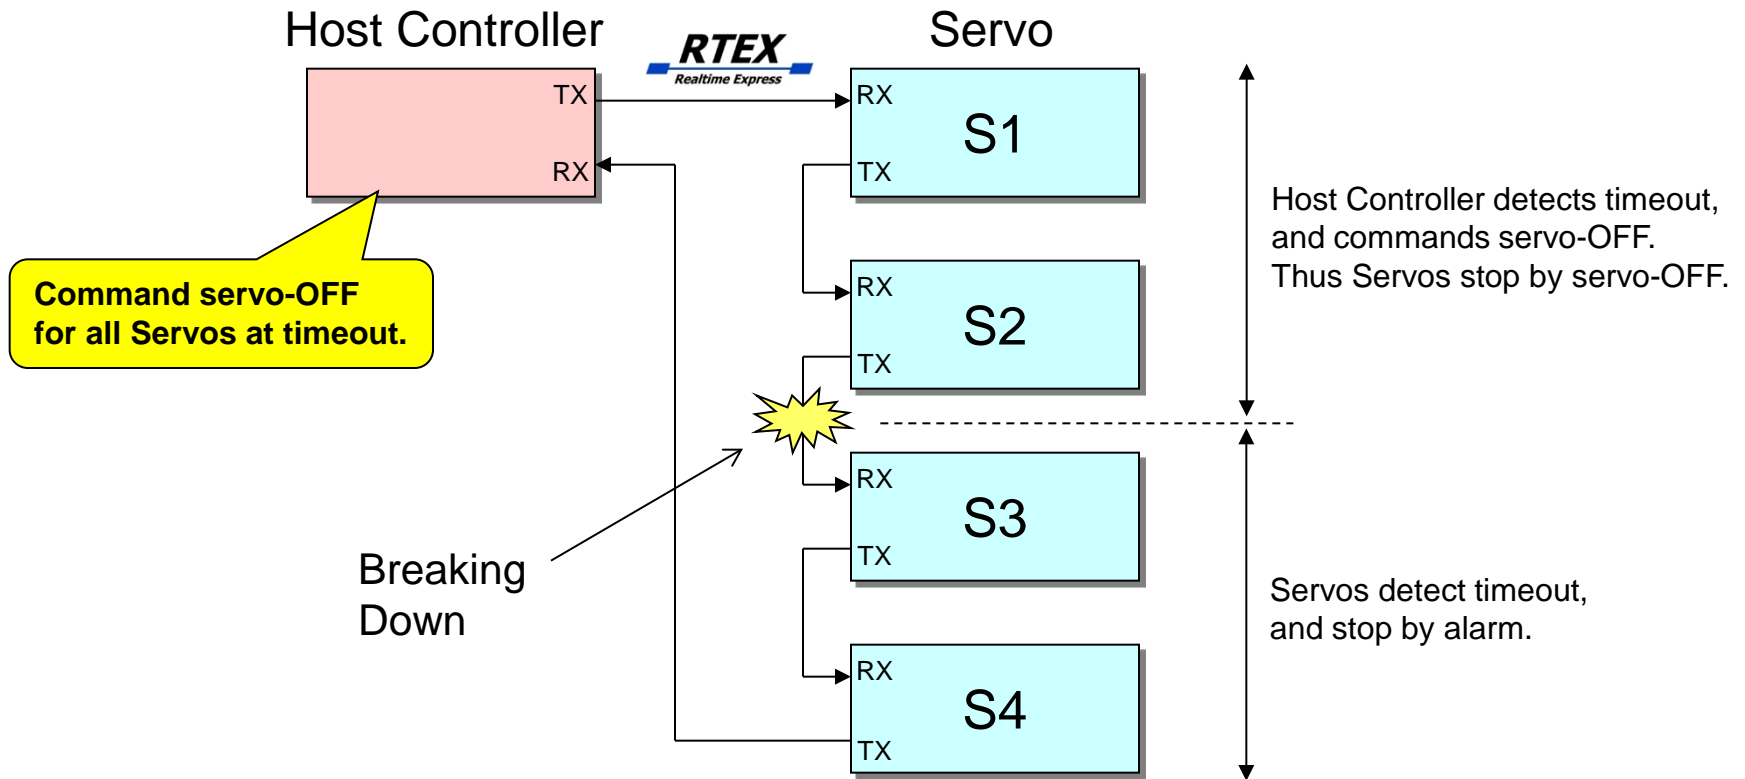 Host Controller
RTEX
Realtime Express
Servo
TX
RX
RX
S1
TX
Host Controller detects timeout,
and commands servo-OFF.
Thus Servos stop by servo-OFF.
Command servo-OFF
for all Servos at timeout.
RX
S2
TX
RX
S3
TX
Breaking
Down
Servos detect timeout,
and stop by alarm.
RX
S4
TX